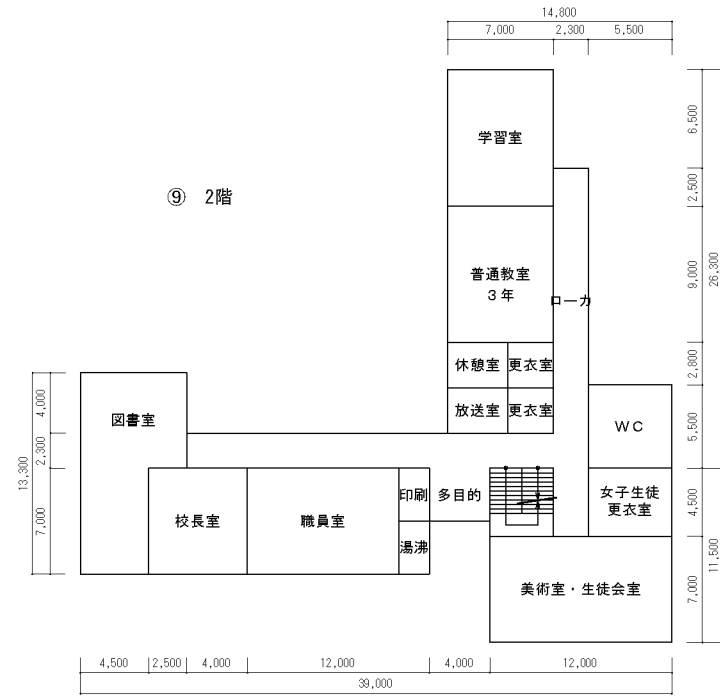 14,800
7,000
2,300
5,500
学習室
6,500
⑨ 2階
2,500
普通教室
3年
ローカ
9,000
26,300
休憩室
更衣室
2,800
放送室
更衣室
図書室
4,000
WC
5,500
2,300
13,300
印刷
多目的
女子生徒
更衣室
4,500
校長室
職員室
7,000
湯沸
11,500
美術室・生徒会室
7,000
4,500
2,500
4,000
12,000
4,000
12,000
39,000